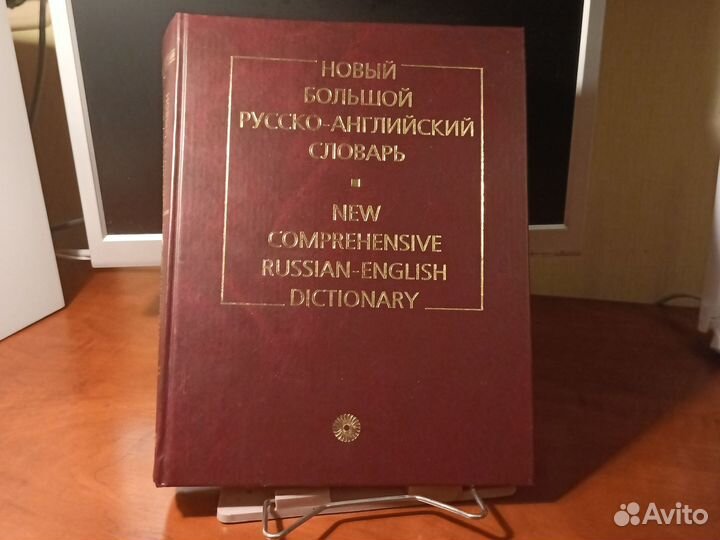 НОВЫЙ
БОЛЬШОЙ
РУССКО-АНГЛИЙСКИЙ
СЛОВАРЬ
NEW
COMPREHENSIVE
RUSSIAN-ENGLISH
DICTIONARY
Avito